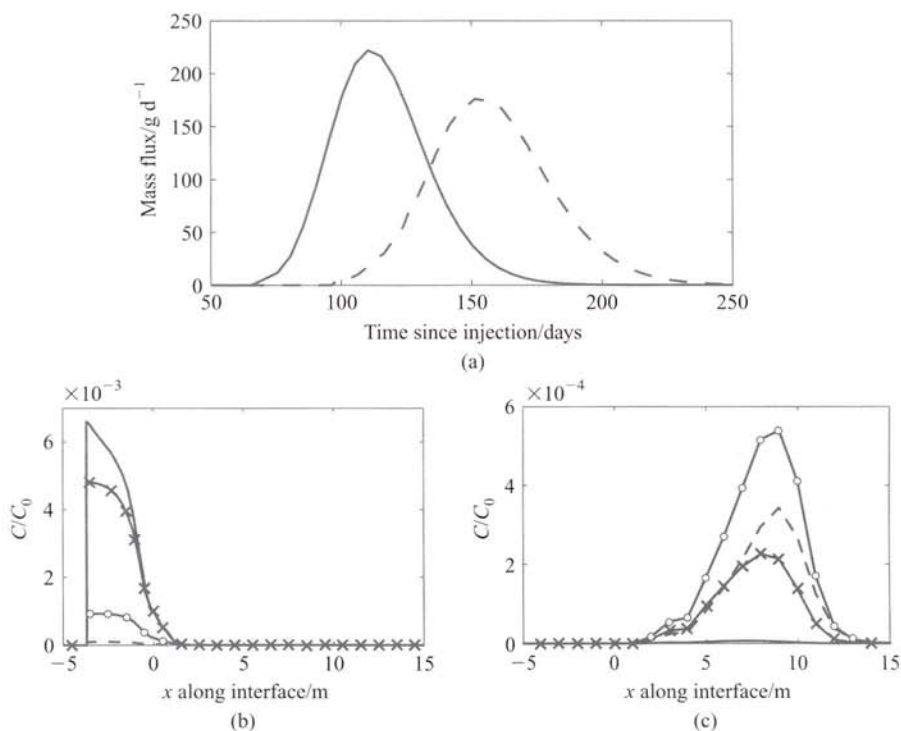 250
200
150
100
50
0
Mass flux/g d⁻¹
50 100 150 200 250
Time since injection/days
(a)
×10⁻³
6
4
2
0
C/C₀
−5 0 5 10 15
x along interface/m
(b)
6 ×10⁻⁴
4
2
0
C/C₀
−5 0 5 10 15
x along interface/m
(c)